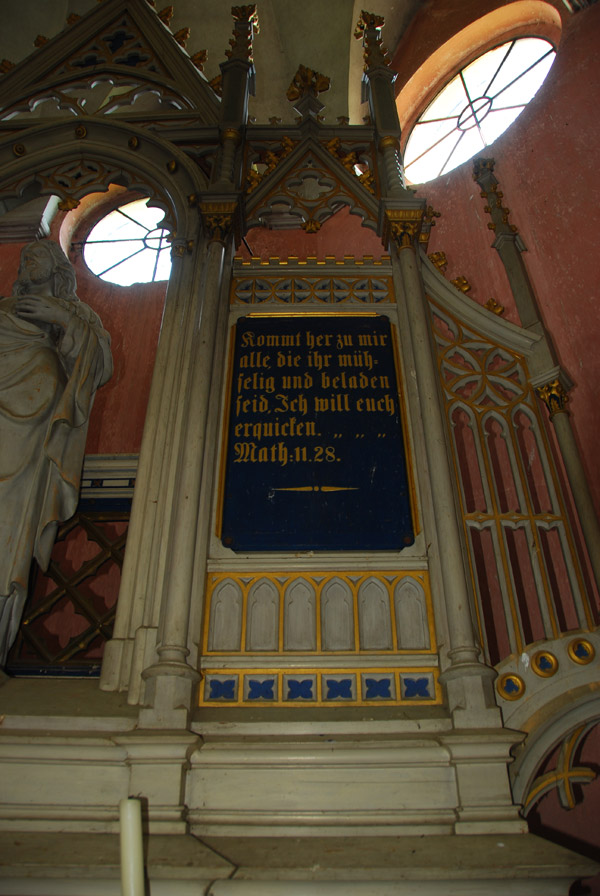 Kommt her zu mir
alle, die ihr müh-
selig und beladen
seid, Ich will euch
erquicken. „ „ „
Math: 11.28.